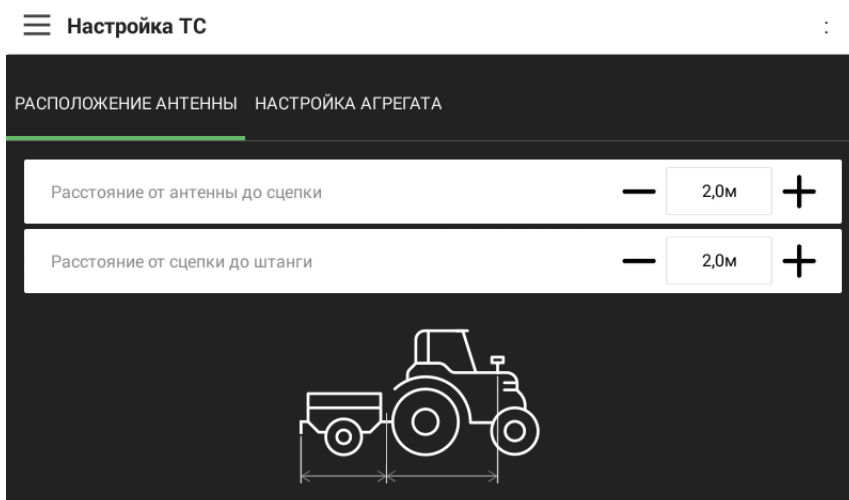 Настройка ТС
РАСПОЛОЖЕНИЕ АНТЕННЫ НАСТРОЙКА АГРЕГАТА
Расстояние от антенны до сцепки 2,0м
Расстояние от сцепки до штанги 2,0м